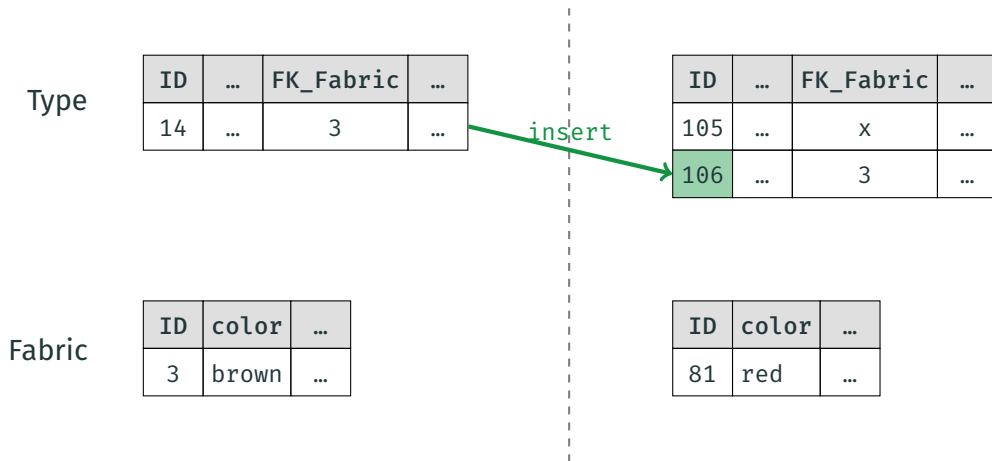 Type
ID … FK_Fabric …
14 … 3 …
insert
ID … FK_Fabric …
105 … x …
106 … 3 …
Fabric
ID color …
3 brown …
ID color …
81 red …